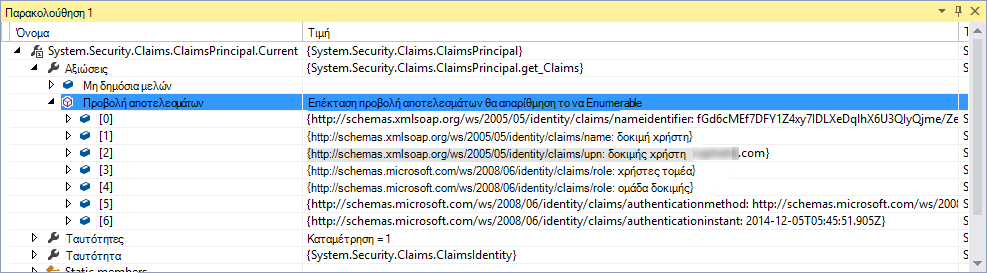 Παρακολούθηση 1
Όνομα Τιμή Τ
System.Security.Claims.ClaimsPrincipal.Current {System.Security.Claims.ClaimsPrincipal} S
Αξιώσεις {System.Security.Claims.ClaimsPrincipal.get_Claims} S
Μη δημόσια μελών
Προβολή αποτελεσμάτων Επέκταση προβολή αποτελεσμάτων θα απαρίθμηση το να Enumerable
[0] {http://schemas.xmlsoap.org/ws/2005/05/identity/claims/nameidentifier: fGd6cMEf7DFY1Z4xy7IDLXeDqIhX6U3QIyQjme/Ze S
[1] {http://schemas.xmlsoap.org/ws/2005/05/identity/claims/name: δοκιμή χρήστη} S
[2] {http://schemas.xmlsoap.org/ws/2005/05/identity/claims/upn: δοκιμής χρήστη .com} S
[3] {http://schemas.microsoft.com/ws/2008/06/identity/claims/role: χρήστες τομέα} S
[4] {http://schemas.microsoft.com/ws/2008/06/identity/claims/role: ομάδα δοκιμής} S
[5] {http://schemas.microsoft.com/ws/2008/06/identity/claims/authenticationmethod: http://schemas.microsoft.com/ws/2008 S
[6] {http://schemas.microsoft.com/ws/2008/06/identity/claims/authenticationinstant: 2014-12-05T05:45:51.905Z} S
Ταυτότητες Καταμέτρηση = 1 S
Ταυτότητα {System.Security.Claims.ClaimsIdentity} S
Static members